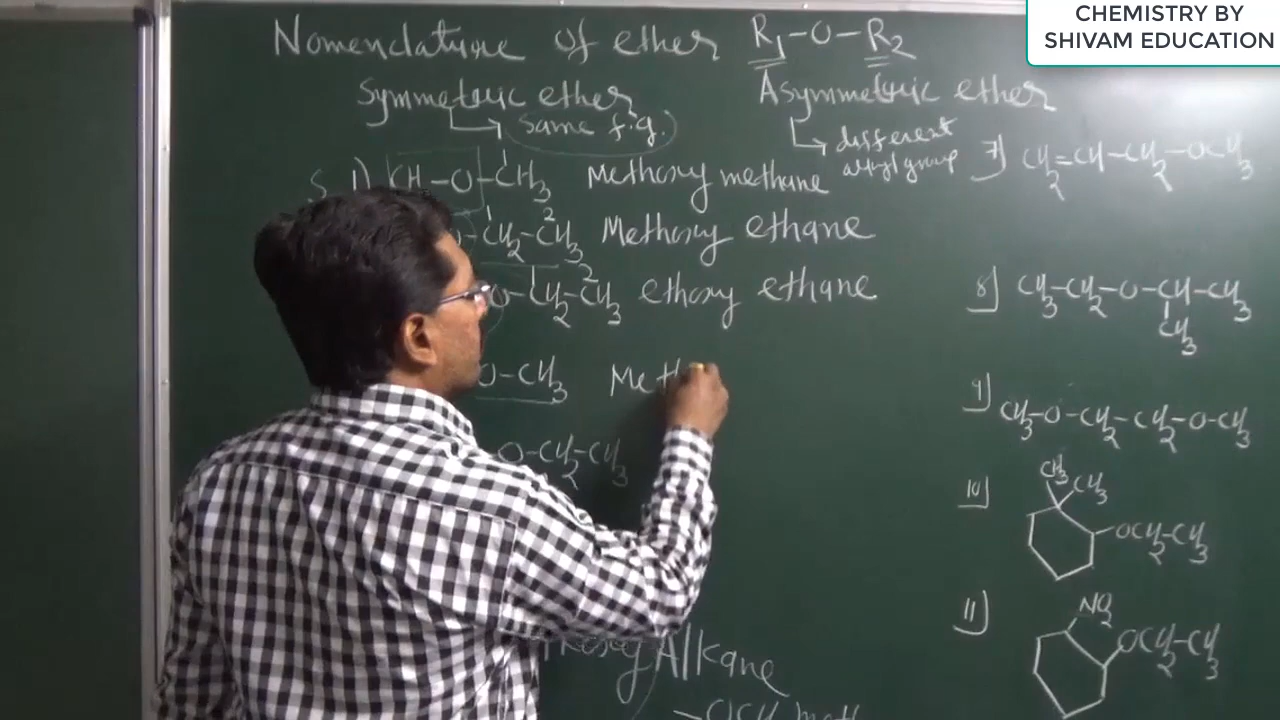 CHEMISTRY BY
SHIVAM EDUCATION
Nomenclature of ether R1-O-R2
Symmetric ether
same f.g.
Asymmetric ether
different
alkyl group
S 1) CH-O-CH3 Methoxy methane
CH2-CH3 Methoxy ethane
O-CH2-CH3 ethoxy ethane
O-CH3 Meth
O-CH2-CH3
Alkane
7) CH2=CH-CH2-OCH3
8) CH3-CH2-O-CH-CH3
CH3
9) CH3-O-CH2-CH2-O-CH3
10) CH3 CH3
OCH2-CH3
11) NO2
OCH2-CH3